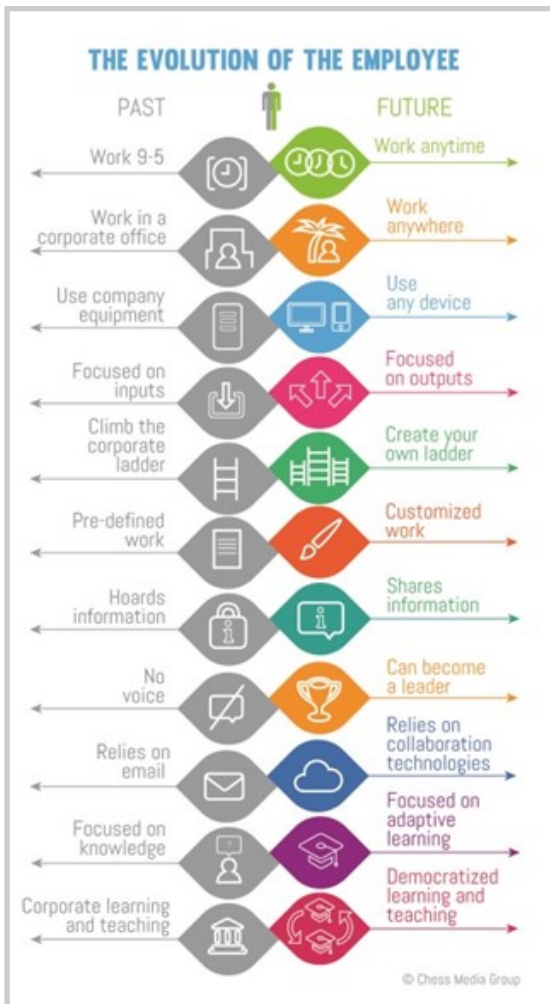 THE EVOLUTION OF THE EMPLOYEE
PAST
FUTURE
Work 9-5
Work anytime
Work in a
corporate office
Work
anywhere
Use company
equipment
Use
any device
Focused on
inputs
Focused
on outputs
Climb the
corporate
ladder
Create your
own ladder
Pre-defined
work
Customized
work
Hoards
information
Shares
information
No
voice
Can become
a leader
Relies on
email
Relies on
collaboration
technologies
Focused on
knowledge
Focused on
adaptive
learning
Corporate learning
and teaching
Democratized
learning and
teaching
© Chess Media Group